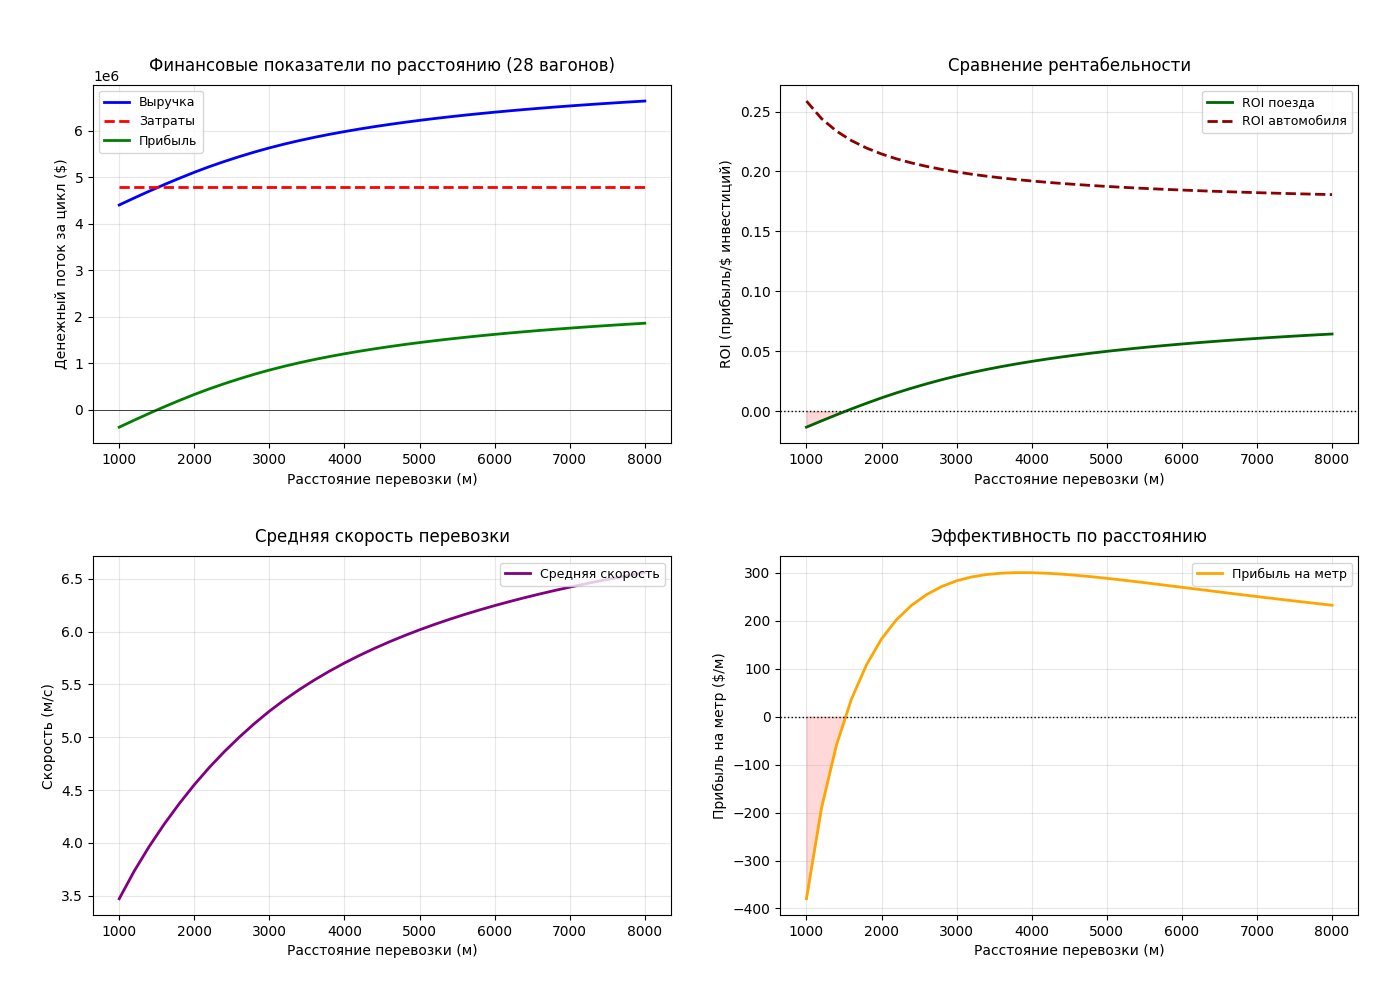 Финансовые показатели по расстоянию (28 вагонов)
1e6
Выручка
Затраты
Прибыль
Денежный поток за цикл ($)
6
5
4
3
2
1
0
1000 2000 3000 4000 5000 6000 7000 8000
Расстояние перевозки (м)
Сравнение рентабельности
ROI поезда
ROI автомобиля
ROI (прибыль/$ инвестиций)
0.25
0.20
0.15
0.10
0.05
0.00
1000 2000 3000 4000 5000 6000 7000 8000
Расстояние перевозки (м)
Средняя скорость перевозки
Средняя скорость
Скорость (м/с)
6.5
6.0
5.5
5.0
4.5
4.0
3.5
1000 2000 3000 4000 5000 6000 7000 8000
Расстояние перевозки (м)
Эффективность по расстоянию
Прибыль на метр
Прибыль на метр ($/м)
300
200
100
0
−100
−200
−300
−400
1000 2000 3000 4000 5000 6000 7000 8000
Расстояние перевозки (м)